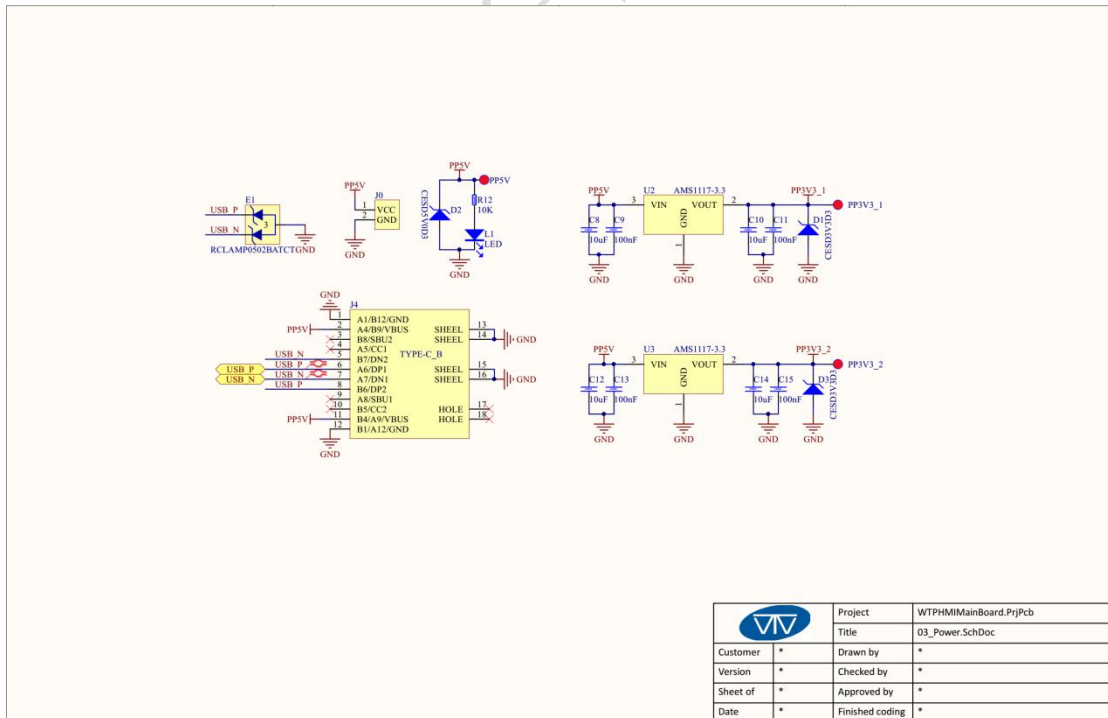 PP5V
PP5V
CESD5V0D3
D2
R12
10K
L1
LED
GND
E1
USB_P
USB_N
3
RCLAMP0502BATCT
GND
PP5V
J0
1
2
VCC
GND
GND
PP5V
U2
AMS1117-3.3
3
VIN
VOUT
2
GND
1
C8
10uF
C9
100nF
GND
GND
PP3V3_1
PP3V3_1
C10
10uF
C11
100nF
D1
CESD3V3D3
GND
GND
GND
J4
1
A1/B12/GND
PP5V
2
A4/B9/VBUS
3
B8/SBU2
4
A5/CC1
USB_N
5
B7/DN2
USB_P
USB_P
6
A6/DP1
USB_N
USB_N
7
A7/DN1
USB_P
8
B6/DP2
9
A8/SBU1
10
B5/CC2
PP5V
11
B4/A9/VBUS
12
B1/A12/GND
GND
TYPE-C_B
SHEEL
13
SHEEL
14
GND
SHEEL
15
SHEEL
16
GND
HOLE
17
HOLE
18
PP5V
U3
AMS1117-3.3
3
VIN
VOUT
2
GND
1
C12
10uF
C13
100nF
GND
GND
PP3V3_2
PP3V3_2
C14
10uF
C15
100nF
D3
CESD3V3D3
GND
GND
VTV
Project WTPHMIMainBoard.PrjPcb
Title 03_Power.SchDoc
Customer * Drawn by *
Version * Checked by *
Sheet of * Approved by *
Date * Finished coding *